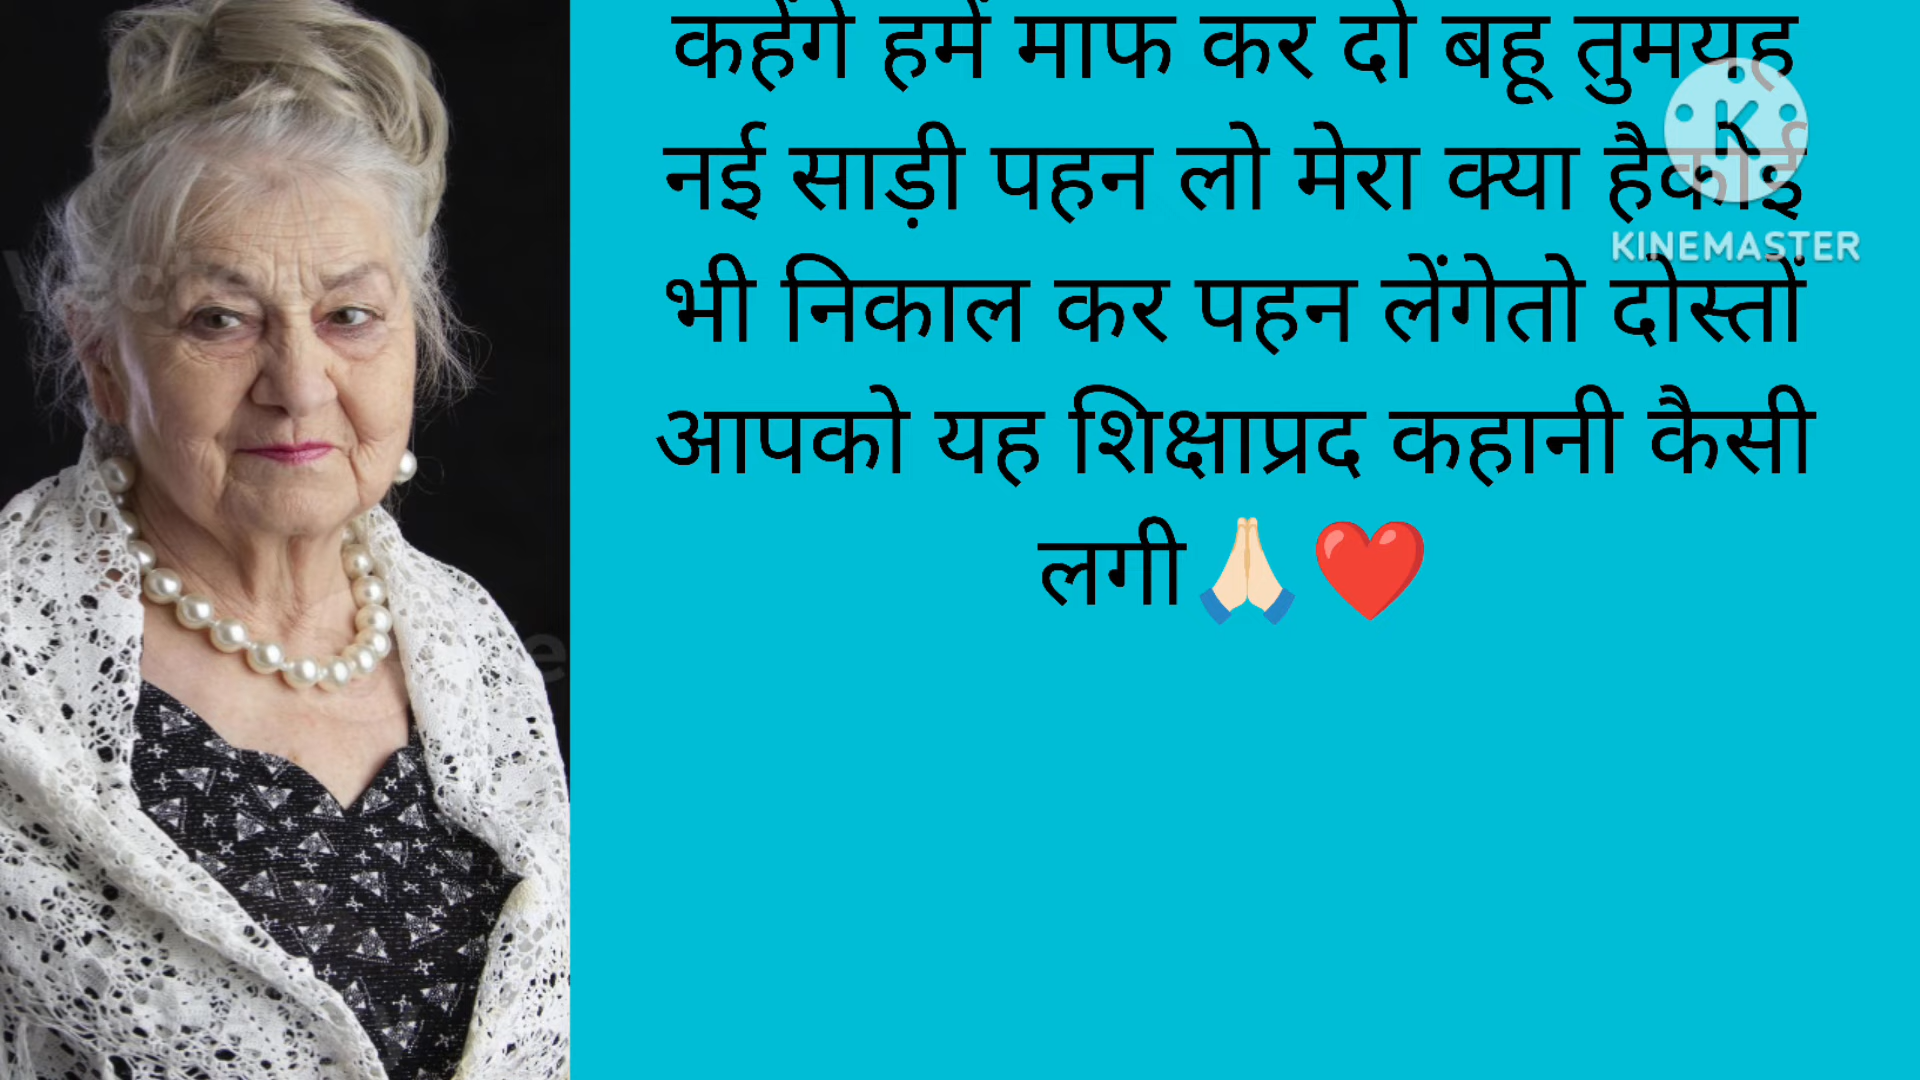 कहेंगे हमें माफ कर दो बहू तुमयह
नई साड़ी पहन लो मेरा क्या हैकोई
KINEMASTER
भी निकाल कर पहन लेंगेतो दोस्तों
आपको यह शिक्षाप्रद कहानी कैसी
लगी🙏🏻❤️